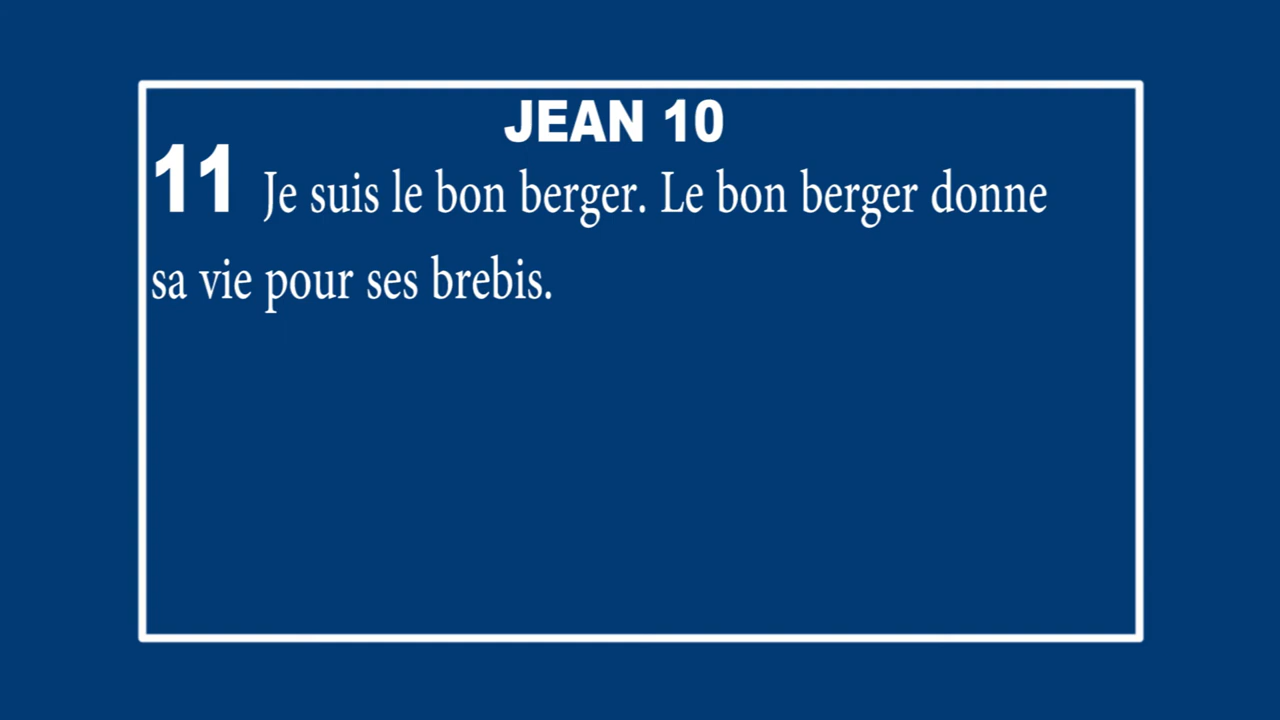 JEAN 10
11 Je suis le bon berger. Le bon berger donne
sa vie pour ses brebis.